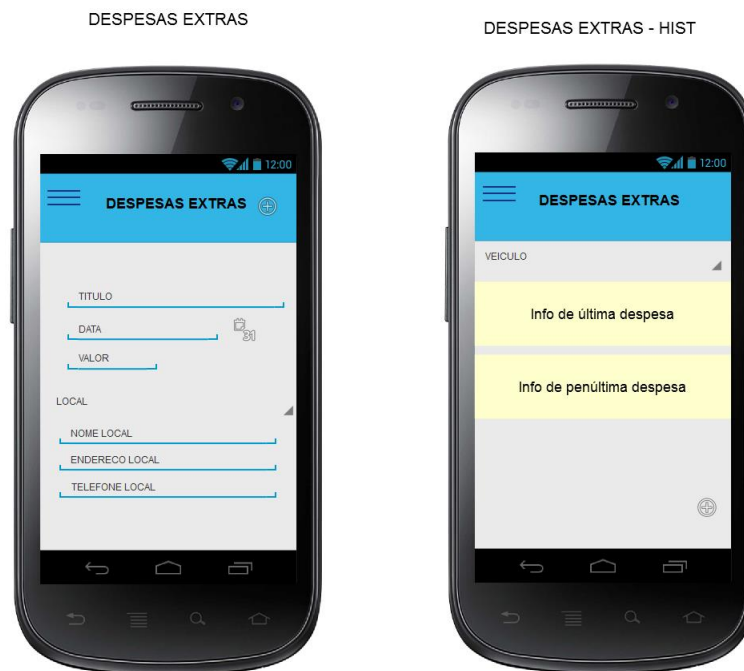 DESPESAS EXTRAS
12:00
DESPESAS EXTRAS
TITULO
DATA
31
VALOR
LOCAL
NOME LOCAL
ENDERECO LOCAL
TELEFONE LOCAL
DESPESAS EXTRAS - HIST
12:00
DESPESAS EXTRAS
VEICULO
Info de última despesa
Info de penúltima despesa